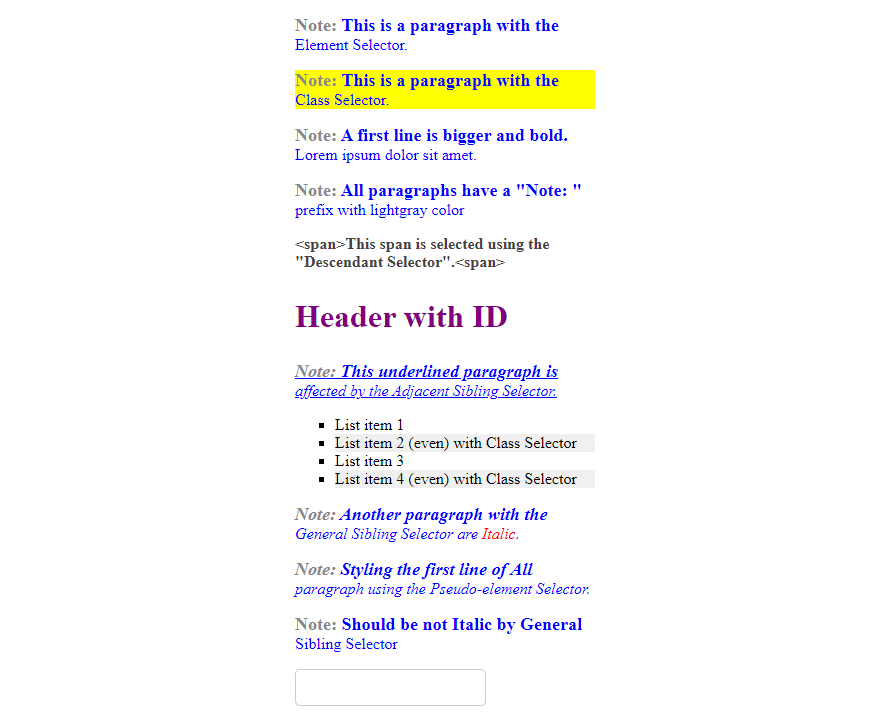 Note: This is a paragraph with the
Element Selector.
Note: This is a paragraph with the
Class Selector.
Note: A first line is bigger and bold.
Lorem ipsum dolor sit amet.
Note: All paragraphs have a "Note: "
prefix with lightgray color
<span>This span is selected using the
"Descendant Selector".<span>
Header with ID
Note: This underlined paragraph is
affected by the Adjacent Sibling Selector.
List item 1
List item 2 (even) with Class Selector
List item 3
List item 4 (even) with Class Selector
Note: Another paragraph with the
General Sibling Selector are Italic.
Note: Styling the first line of All
paragraph using the Pseudo-element Selector.
Note: Should be not Italic by General
Sibling Selector